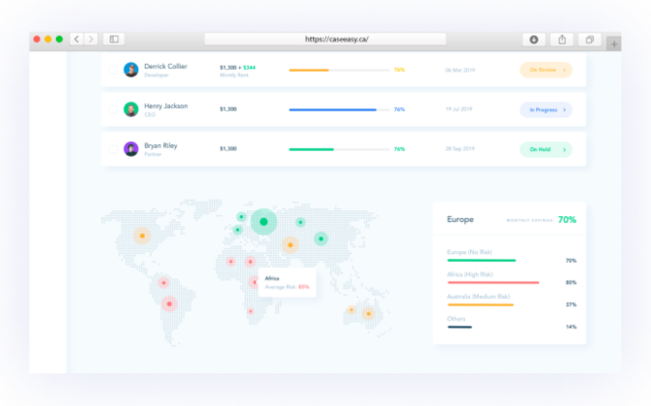 https://caseeasy.ca/
Derrick Collier
Developer
$1,300 + $344
Montly Rent
76%
06 Mar 2019
On Review
Henry Jackson
CEO
$1,300
76%
19 Jul 2019
In Progress
Bryan Riley
Partner
$1,300
76%
28 Sep 2019
On Hold
Africa
Average Risk: 80%
Europe
MONTHLY SAVINGS: 70%
Europe (No Risk)
70%
Africa (High Risk)
80%
Australia (Medium Risk)
37%
Others
14%